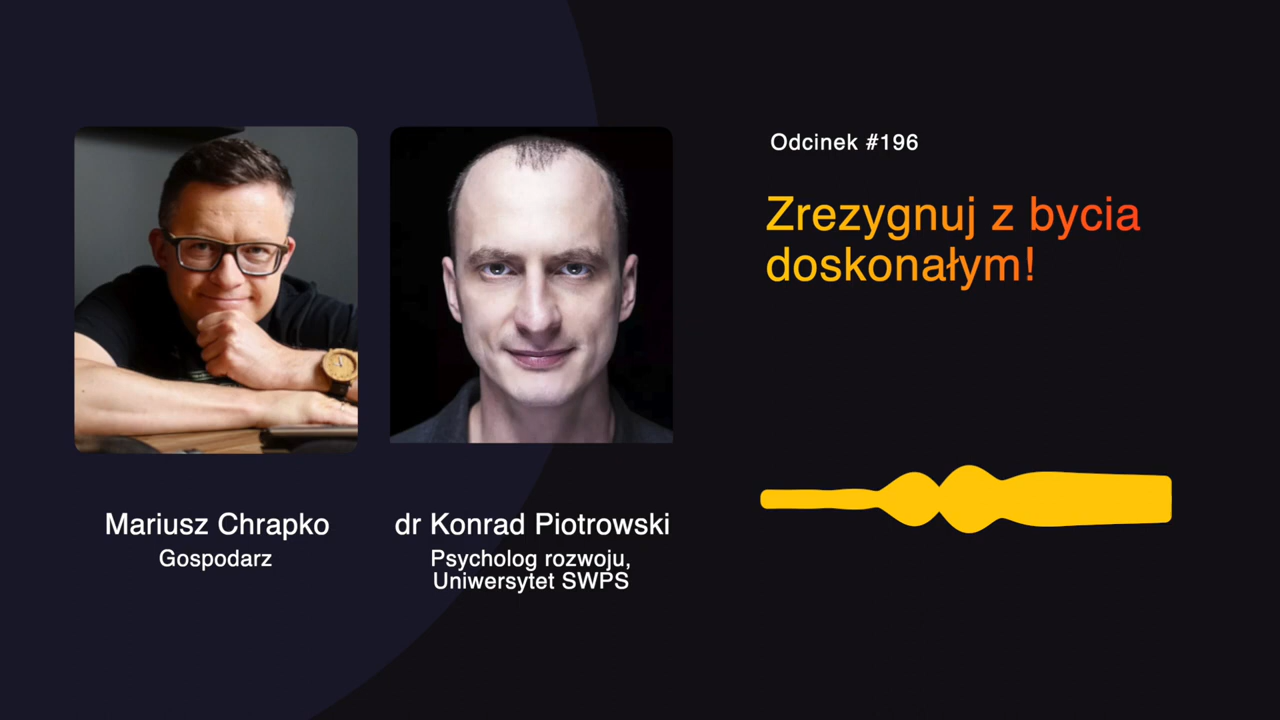 Odcinek #196
Zrezygnuj z bycia
doskonałym!
Mariusz Chrapko
Gospodarz
dr Konrad Piotrowski
Psycholog rozwoju,
Uniwersytet SWPS